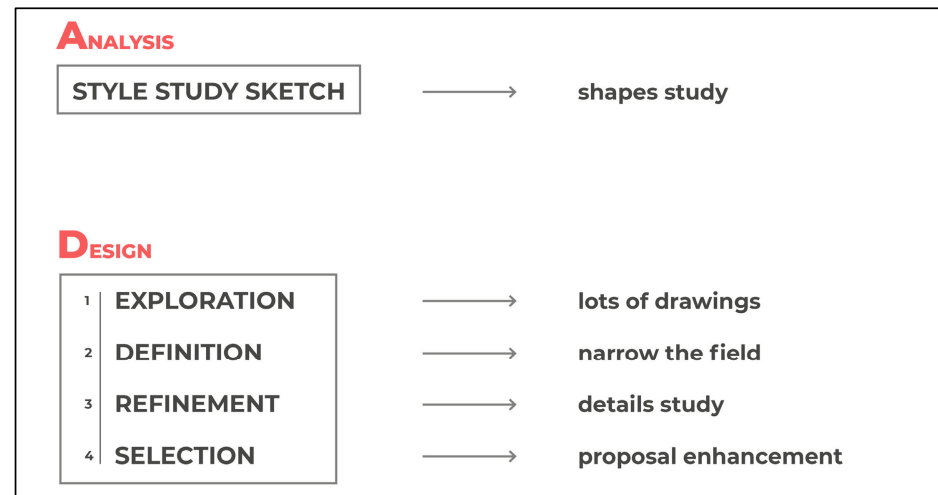 ANALYSIS
STYLE STUDY SKETCH shapes study
DESIGN
1 EXPLORATION lots of drawings
2 DEFINITION narrow the field
3 REFINEMENT details study
4 SELECTION proposal enhancement